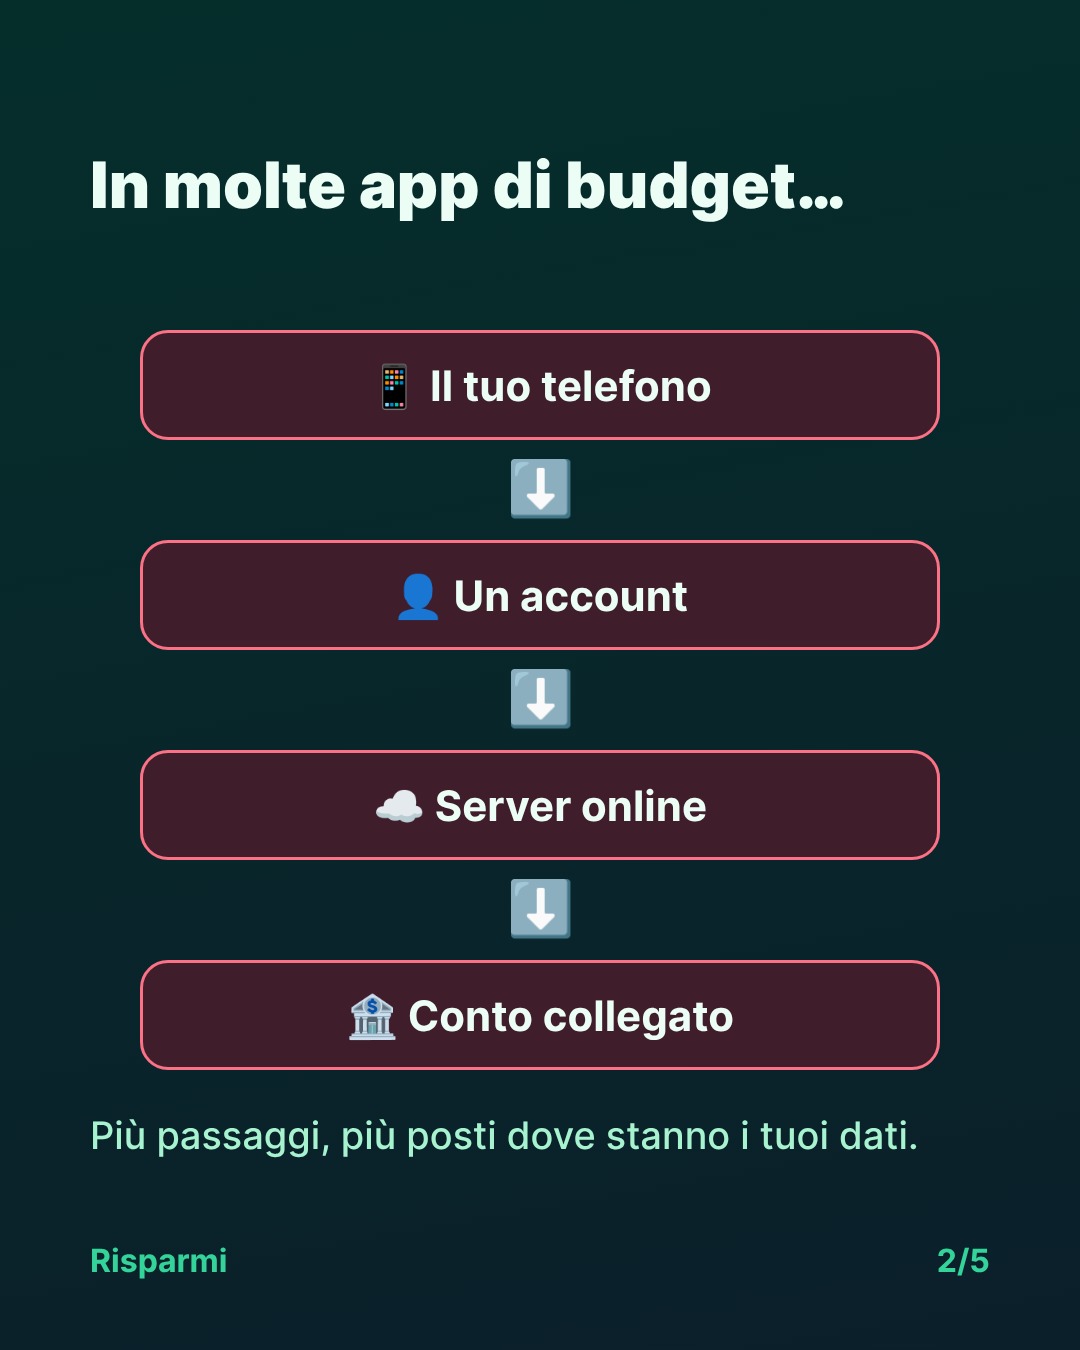 In molte app di budget…
📱 Il tuo telefono
⬇️
👤 Un account
⬇️
☁️ Server online
⬇️
🏦 Conto collegato
Più passaggi, più posti dove stanno i tuoi dati.
Risparmi
2/5